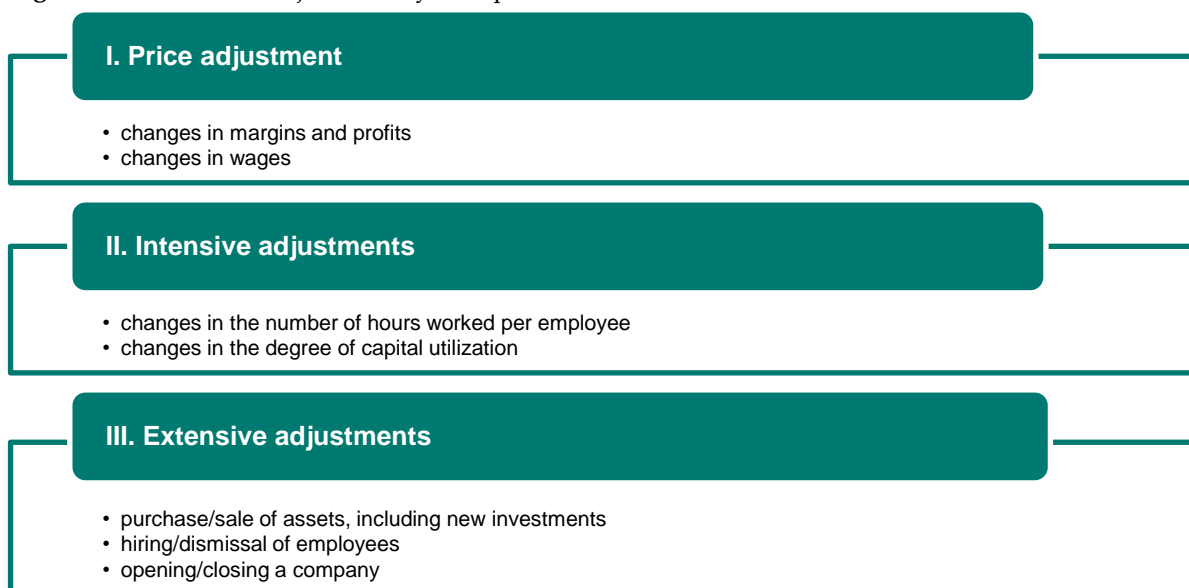 I. Price adjustment
• changes in margins and profits
• changes in wages
II. Intensive adjustments
• changes in the number of hours worked per employee
• changes in the degree of capital utilization
III. Extensive adjustments
• purchase/sale of assets, including new investments
• hiring/dismissal of employees
• opening/closing a company